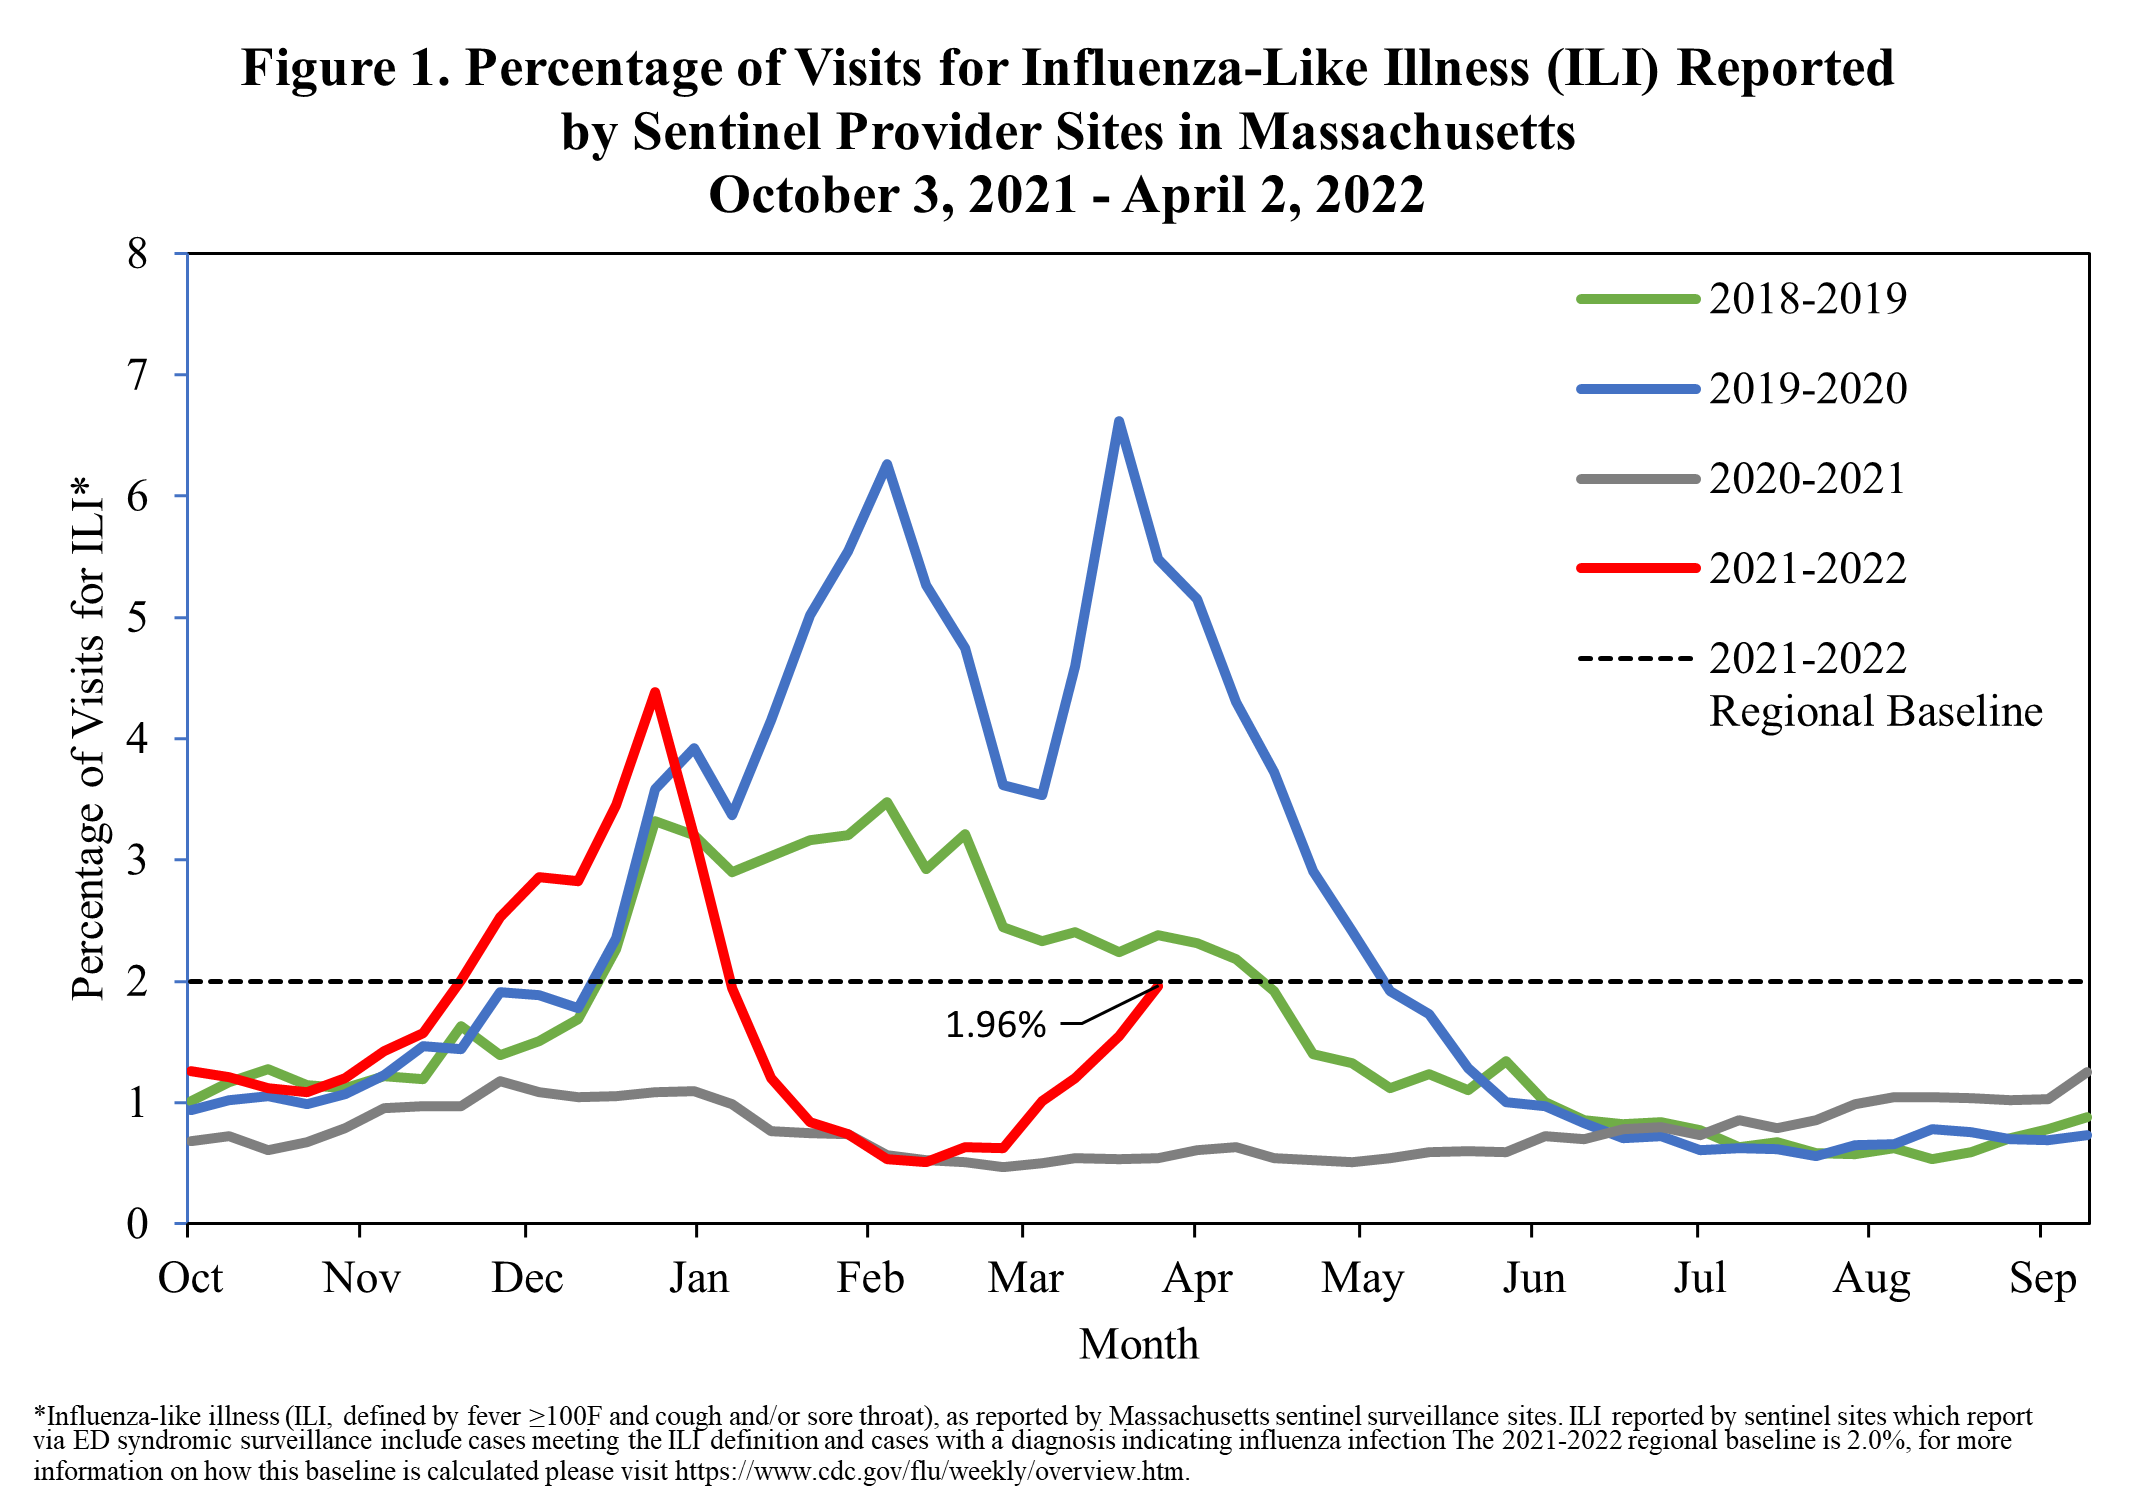 Figure 1. Percentage of Visits for Influenza-Like Illness (ILI) Reported
by Sentinel Provider Sites in Massachusetts
October 3, 2021 - April 2, 2022
8
7
6
5
4
3
2
1
0
Percentage of Visits for ILI*
2018-2019
2019-2020
2020-2021
2021-2022
2021-2022
Regional Baseline
1.96%
Oct Nov Dec Jan Feb Mar Apr May Jun Jul Aug Sep
Month
*Influenza-like illness (ILI, defined by fever ≥100F and cough and/or sore throat), as reported by Massachusetts sentinel surveillance sites. ILI reported by sentinel sites which report
via ED syndromic surveillance include cases meeting the ILI definition and cases with a diagnosis indicating influenza infection The 2021-2022 regional baseline is 2.0%, for more
information on how this baseline is calculated please visit https://www.cdc.gov/flu/weekly/overview.htm.